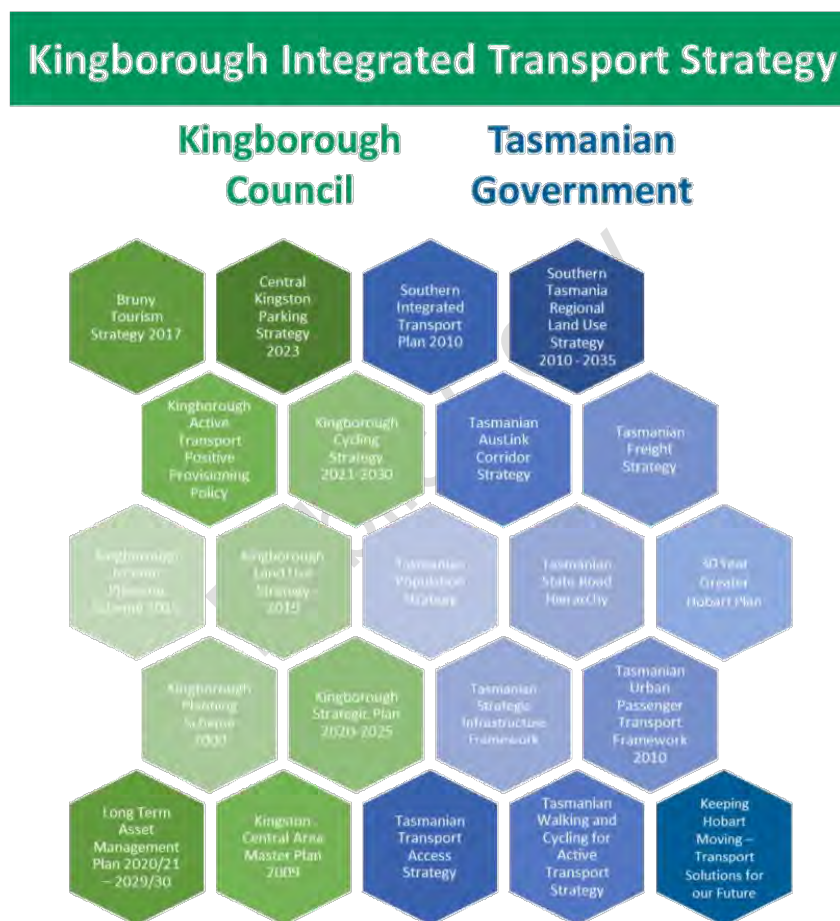 Kingborough Integrated Transport Strategy
Kingborough
Council
Tasmanian
Government
Bruny
Tourism
Strategy 2017
Central
Kingston
Parking
Strategy
2023
Southern
Integrated
Transport
Plan 2010
Southern
Tasmania
Regional
Land Use
Strategy
2010 - 2035
Kingborough
Active
Transport
Positive
Provisioning
Policy
Kingborough
Cycling
Strategy
2021-2030
Tasmanian
AusLink
Corridor
Strategy
Tasmanian
Freight
Strategy
Kingborough
Interim
Planning
Scheme 2015
Kingborough
Land Use
Strategy -
2019
Tasmanian
Population
Strategy
Tasmanian
State Road
Hierarchy
30 Year
Greater
Hobart Plan
Kingborough
Planning
Scheme
2000
Kingborough
Strategic Plan
2020-2025
Tasmanian
Strategic
Infrastructure
Framework
Tasmanian
Urban
Passenger
Transport
Framework
2010
Long Term
Asset
Management
Plan 2020/21
– 2029/30
Kingston
Central Area
Master Plan
2009
Tasmanian
Transport
Access
Strategy
Tasmanian
Walking and
Cycling for
Active
Transport
Strategy
Keeping
Hobart
Moving –
Transport
Solutions for
our Future